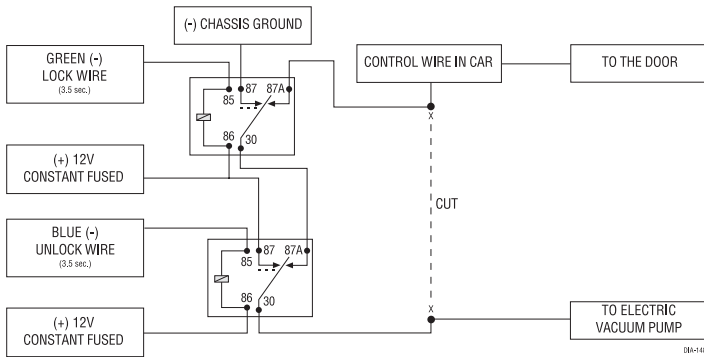 (-) CHASSIS GROUND
GREEN (-)
LOCK WIRE
(3.5 sec.)
87 87A
85
86 30
CONTROL WIRE IN CAR
TO THE DOOR
X
(+) 12V
CONSTANT FUSED
CUT
BLUE (-)
UNLOCK WIRE
(3.5 sec.)
87 87A
85
86 30
X
(+) 12V
CONSTANT FUSED
TO ELECTRIC
VACUUM PUMP